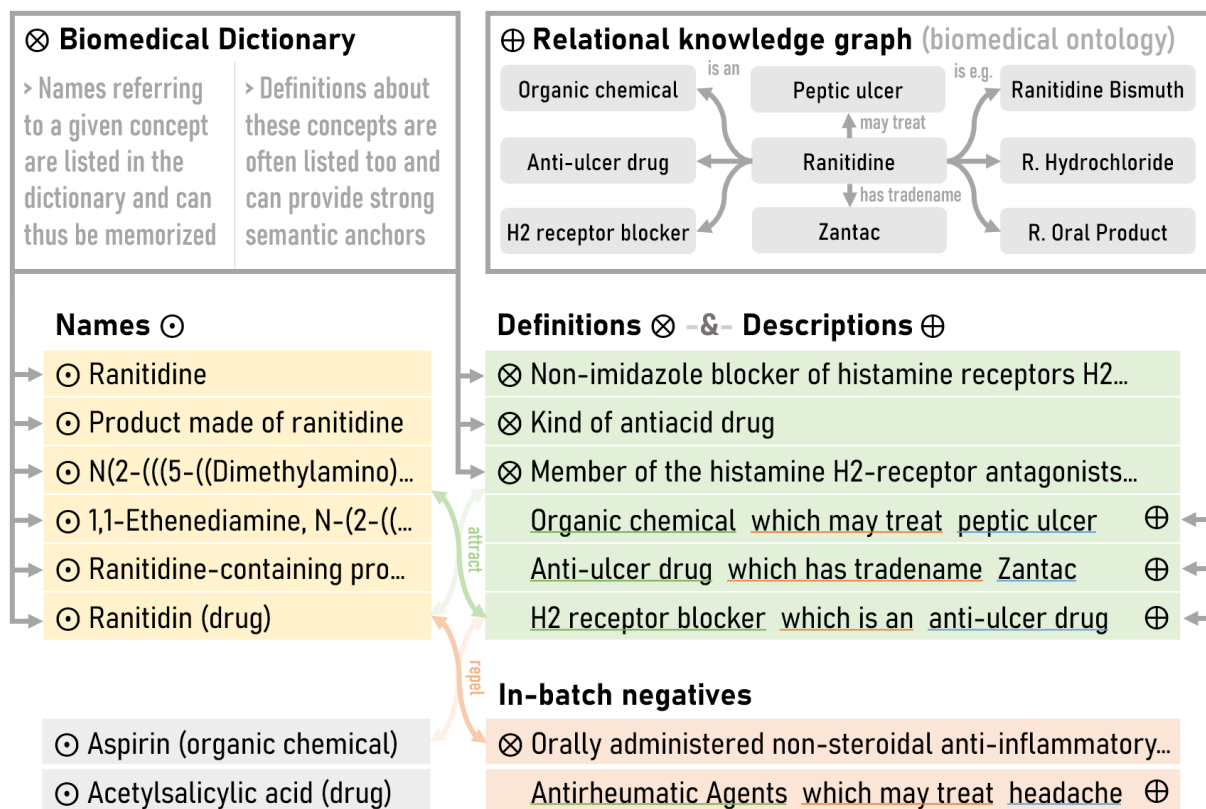 ⊗ Biomedical Dictionary
> Names referring
to a given concept
are listed in the
dictionary and can
thus be memorized
> Definitions about
these concepts are
often listed too and
can provide strong
semantic anchors
⊕ Relational knowledge graph (biomedical ontology)
is an
is e.g.
Organic chemical
Peptic ulcer
Ranitidine Bismuth
may treat
Anti-ulcer drug
Ranitidine
R. Hydrochloride
has tradename
H2 receptor blocker
Zantac
R. Oral Product
Names ⊙
⊙ Ranitidine
⊙ Product made of ranitidine
⊙ N(2-(((5-((Dimethylamino)...
⊙ 1,1-Ethenediamine, N-(2-((...
⊙ Ranitidine-containing pro...
⊙ Ranitidin (drug)
attract
repel
Definitions ⊗ -&- Descriptions ⊕
⊗ Non-imidazole blocker of histamine receptors H2...
⊗ Kind of antiacid drug
⊗ Member of the histamine H2-receptor antagonists...
Organic chemical which may treat peptic ulcer ⊕
Anti-ulcer drug which has tradename Zantac ⊕
H2 receptor blocker which is an anti-ulcer drug ⊕
In-batch negatives
⊙ Aspirin (organic chemical)
⊙ Acetylsalicylic acid (drug)
⊗ Orally administered non-steroidal anti-inflammatory...
Antirheumatic Agents which may treat headache ⊕